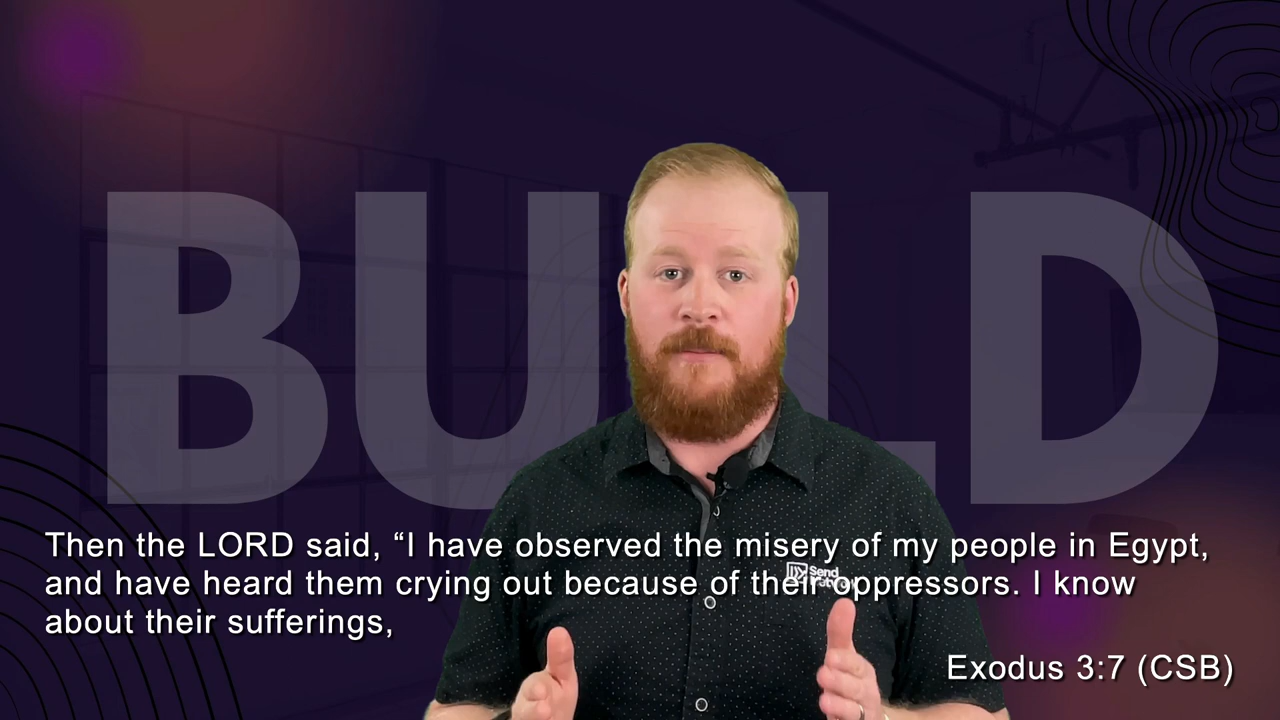 BUILD
Then the LORD said, “I have observed the misery of my people in Egypt,
and have heard them crying out because of their oppressors. I know
about their sufferings,
Exodus 3:7 (CSB)
Send